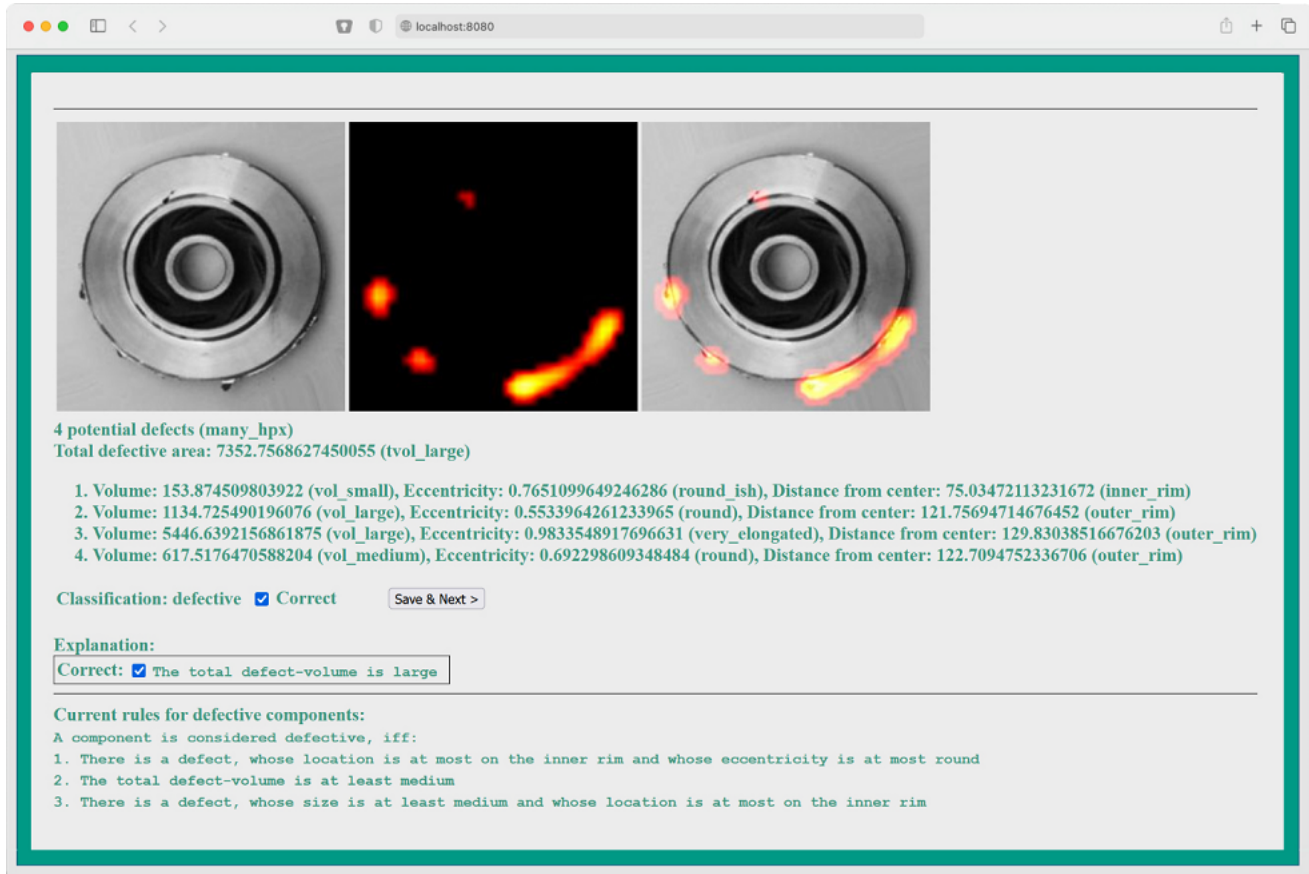 localhost:8080
4 potential defects (many_hpx)
Total defective area: 7352.7568627450055 (tvol_large)
1. Volume: 153.874509803922 (vol_small), Eccentricity: 0.7651099649246286 (round_ish), Distance from center: 75.03472113231672 (inner_rim)
2. Volume: 1134.725490196076 (vol_large), Eccentricity: 0.5533964261233965 (round), Distance from center: 121.75694714676452 (outer_rim)
3. Volume: 5446.6392156861875 (vol_large), Eccentricity: 0.9833548917696631 (very_elongated), Distance from center: 129.83038516676203 (outer_rim)
4. Volume: 617.5176470588204 (vol_medium), Eccentricity: 0.692298609348484 (round), Distance from center: 122.7094752336706 (outer_rim)
Classification: defective Correct Save & Next >
Explanation:
Correct: The total defect-volume is large
Current rules for defective components:
A component is considered defective, iff:
1. There is a defect, whose location is at most on the inner rim and whose eccentricity is at most round
2. The total defect-volume is at least medium
3. There is a defect, whose size is at least medium and whose location is at most on the inner rim